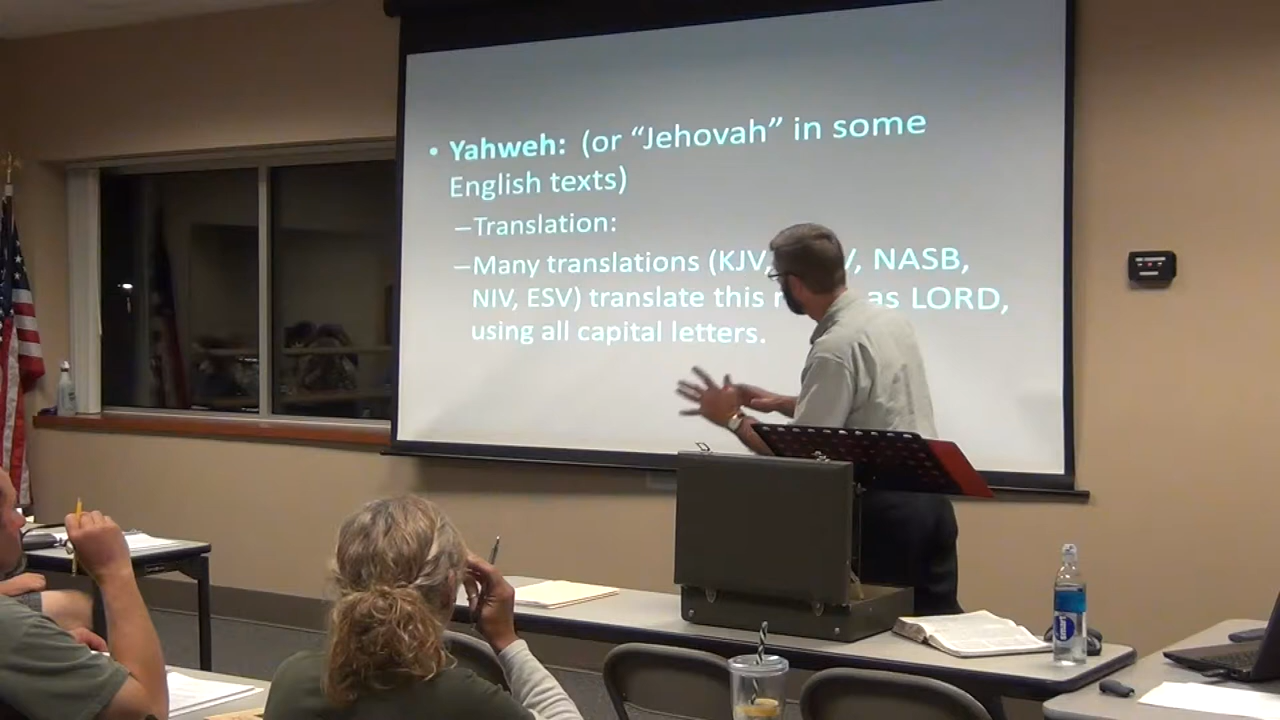 • Yahweh: (or “Jehovah” in some
English texts)
–Translation:
–Many translations (KJV, NASB,
NIV, ESV) translate this as LORD,
using all capital letters.
smart